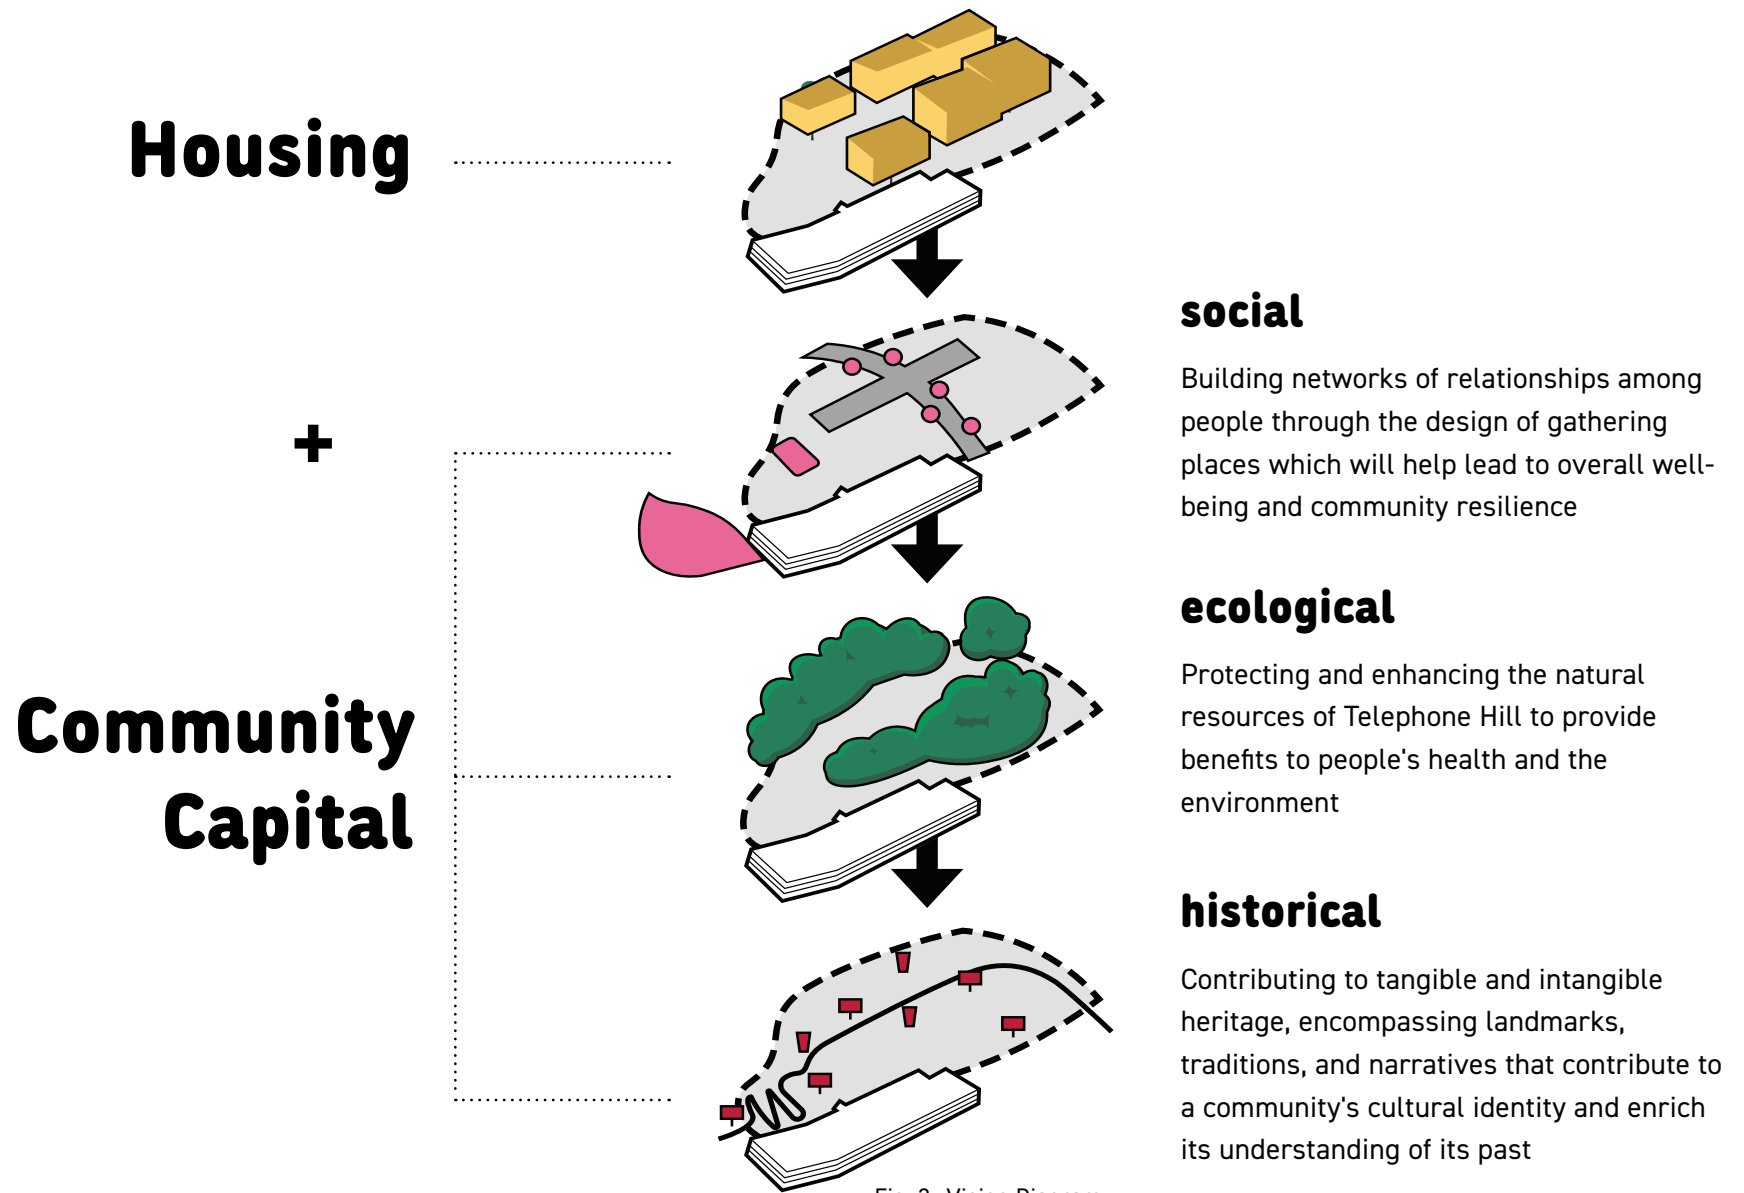 Housing
+
Community
Capital
social
Building networks of relationships among
people through the design of gathering
places which will help lead to overall well-
being and community resilience
ecological
Protecting and enhancing the natural
resources of Telephone Hill to provide
benefits to people's health and the
environment
historical
Contributing to tangible and intangible
heritage, encompassing landmarks,
traditions, and narratives that contribute to
a community's cultural identity and enrich
its understanding of its past